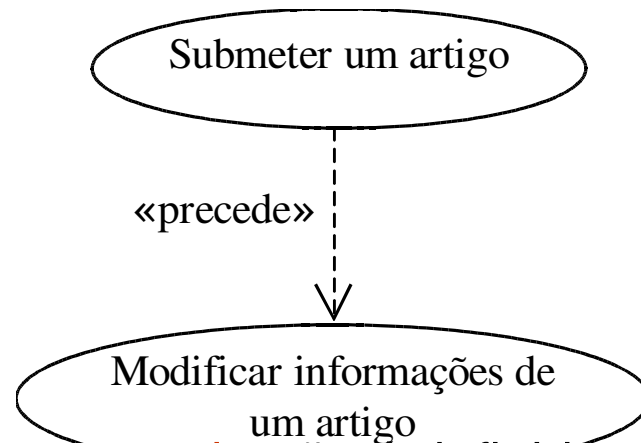 Submeter um artigo
«precede»
Modificar informações de
um artigo